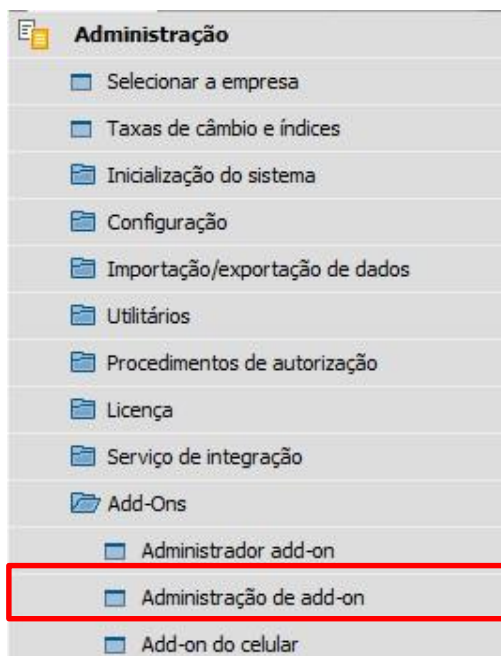 Administração
Selecionar a empresa
Taxas de câmbio e índices
Inicialização do sistema
Configuração
Importação/exportação de dados
Utilitários
Procedimentos de autorização
Licença
Serviço de integração
Add-Ons
Administrador add-on
Administração de add-on
Add-on do celular